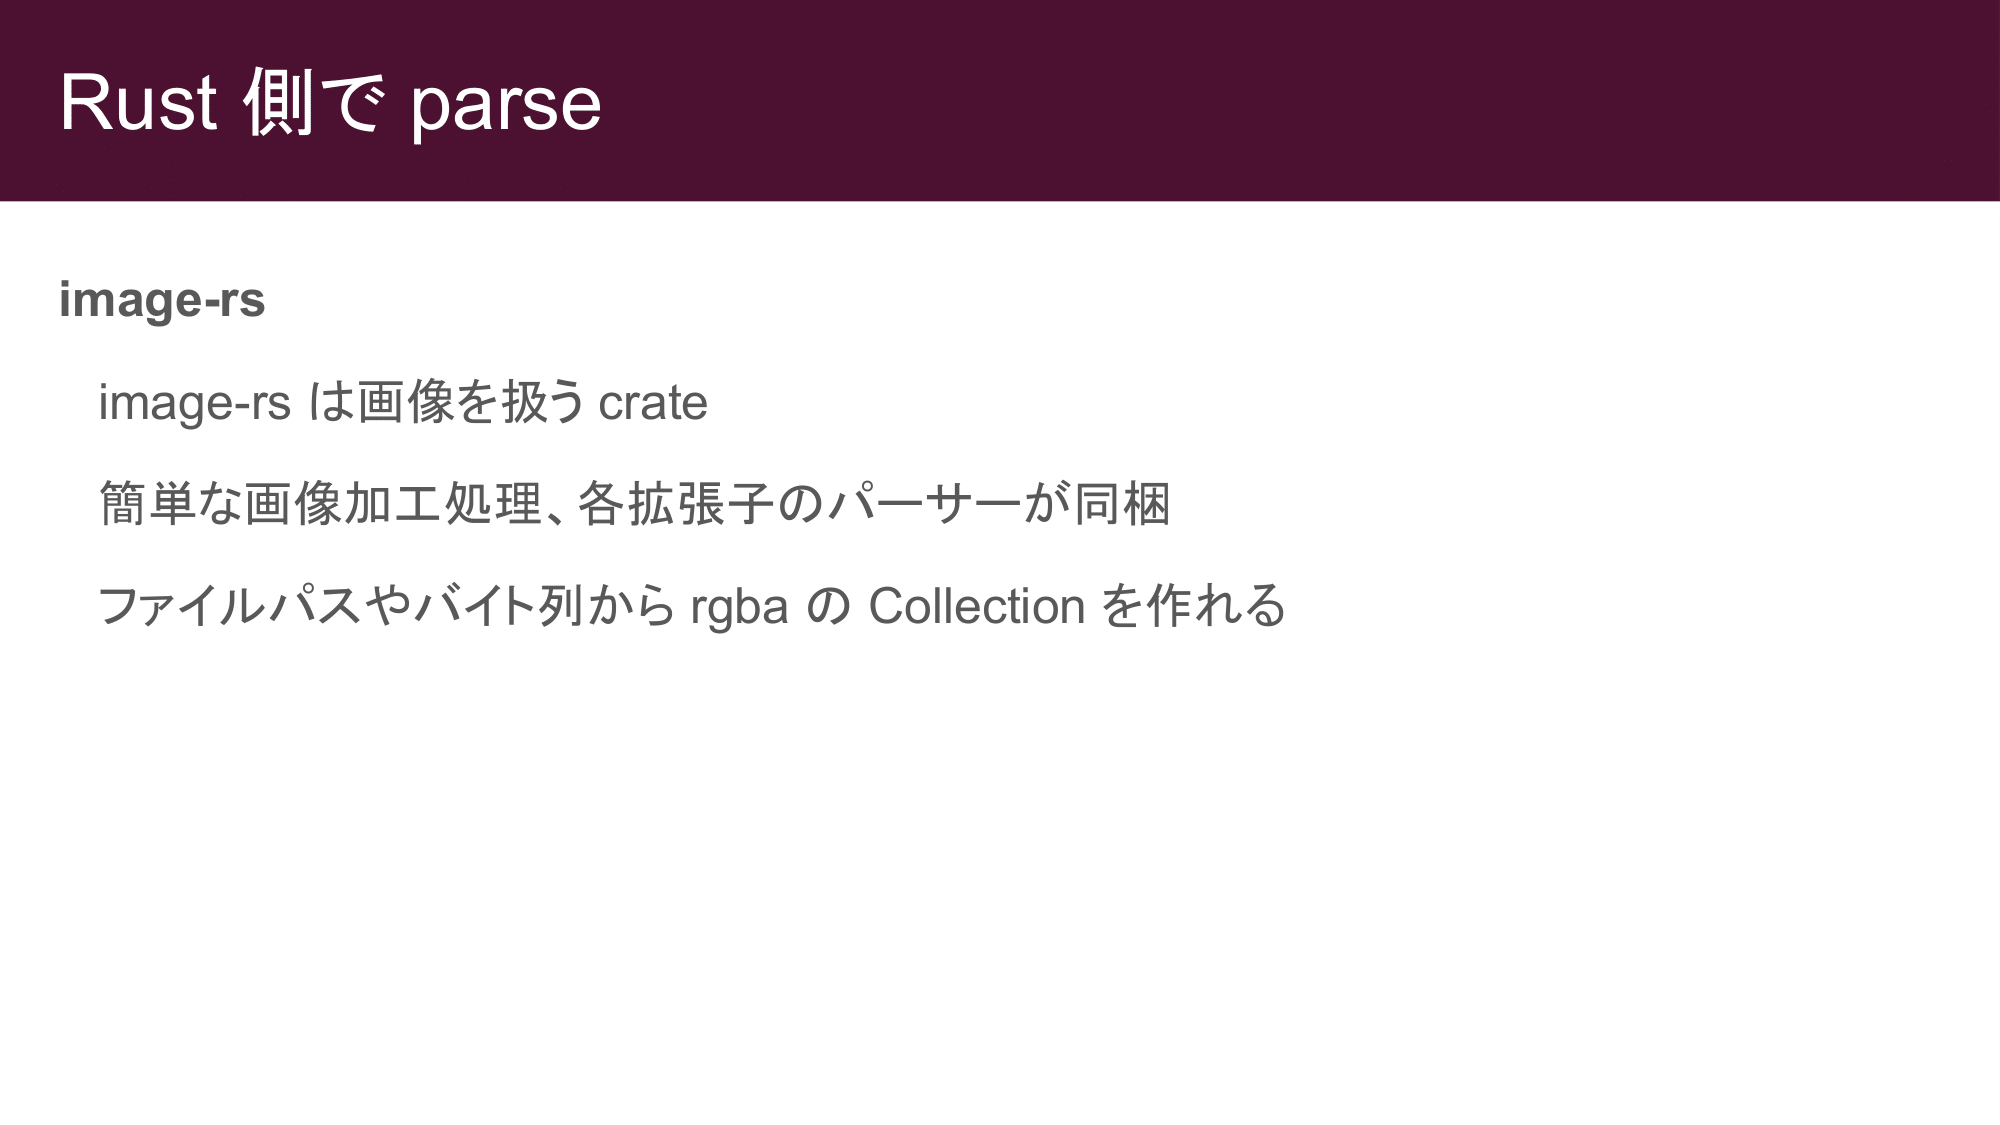 Rust 側で parse
image-rs
image-rs は画像を扱う crate
簡単な画像加工処理、各拡張子のパーサーが同梱
ファイルパスやバイト列から rgba の Collection を作れる